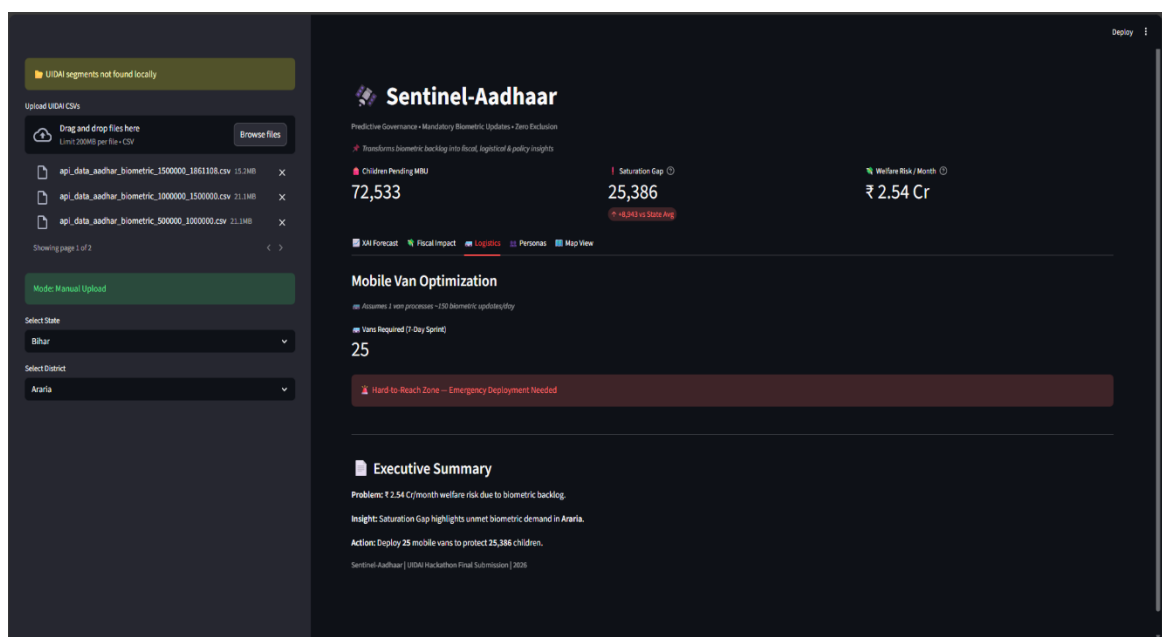 Deploy
UIDAI segments not found locally
Upload UIDAI CSVs
Drag and drop files here
Limit 200MB per file • CSV
Browse files
api_data_aadhar_biometric_1500000_1861108.csv 15.2MB
api_data_aadhar_biometric_1000000_1500000.csv 21.1MB
api_data_aadhar_biometric_500000_1000000.csv 21.1MB
Showing page 1 of 2
Mode: Manual Upload
Select State
Bihar
Select District
Araria
Sentinel-Aadhaar
Predictive Governance • Mandatory Biometric Updates • Zero Exclusion
Transforms biometric backlog into fiscal, logistical & policy insights
Children Pending MBU
72,533
Saturation Gap
25,386
↑ +8,943 vs State Avg
Welfare Risk / Month
₹ 2.54 Cr
XAI Forecast Fiscal Impact Logistics Personas Map View
Mobile Van Optimization
Assumes 1 van processes ~150 biometric updates/day
Vans Required (7-Day Sprint)
25
Hard-to-Reach Zone — Emergency Deployment Needed
Executive Summary
Problem: ₹ 2.54 Cr/month welfare risk due to biometric backlog.
Insight: Saturation Gap highlights unmet biometric demand in Araria.
Action: Deploy 25 mobile vans to protect 25,386 children.
Sentinel-Aadhaar | UIDAI Hackathon Final Submission | 2026